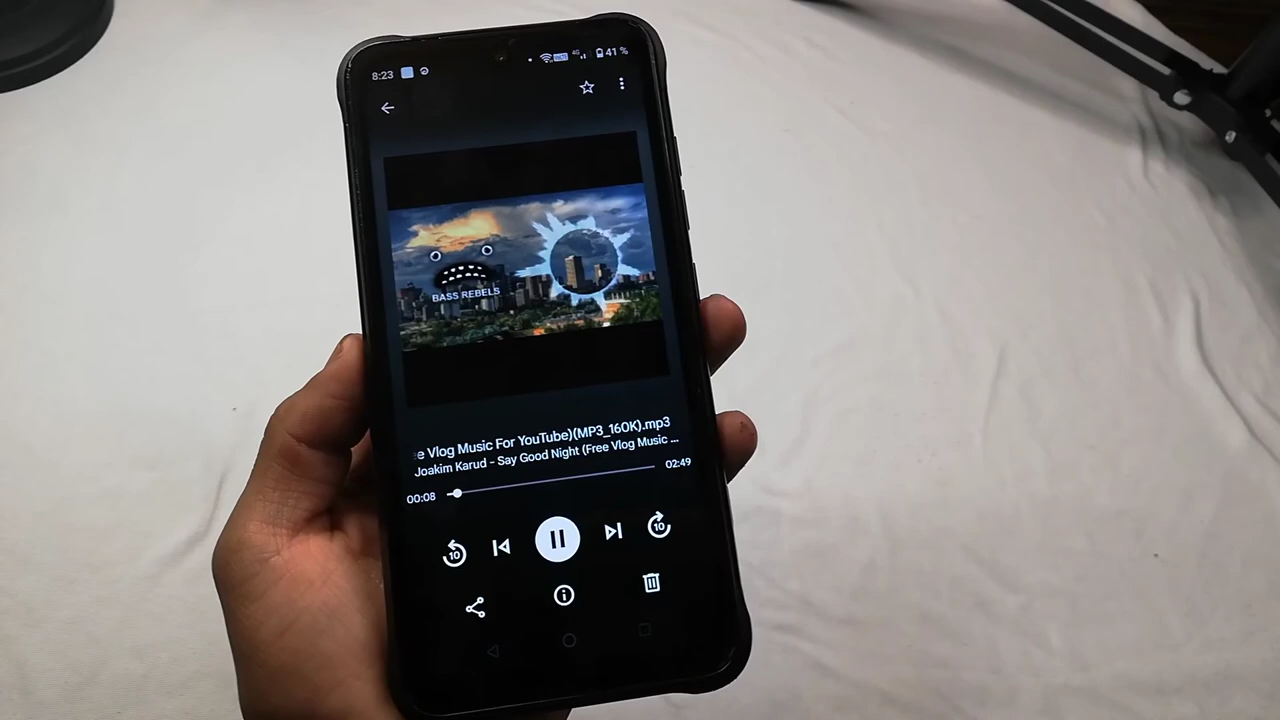 8:23 4G 41 %
BASS REBELS
e Vlog Music For YouTube)(MP3_160K).mp3
Joakim Karud - Say Good Night (Free Vlog Music ...
00:08 02:49
10 10